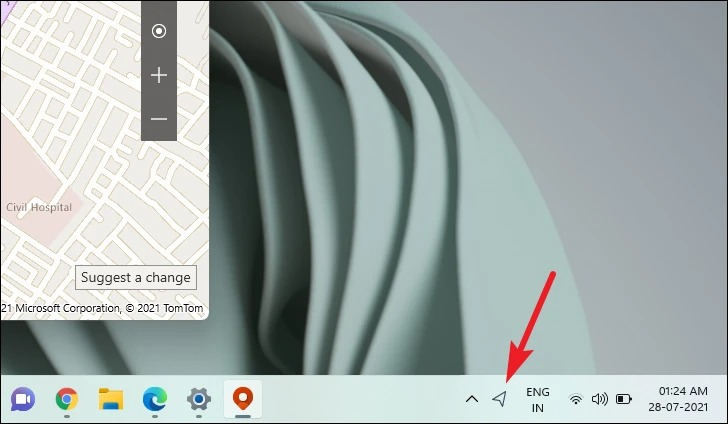 Civil Hospital
Suggest a change
21 Microsoft Corporation, © 2021 TomTom
ENG
IN
01:24 AM
28-07-2021